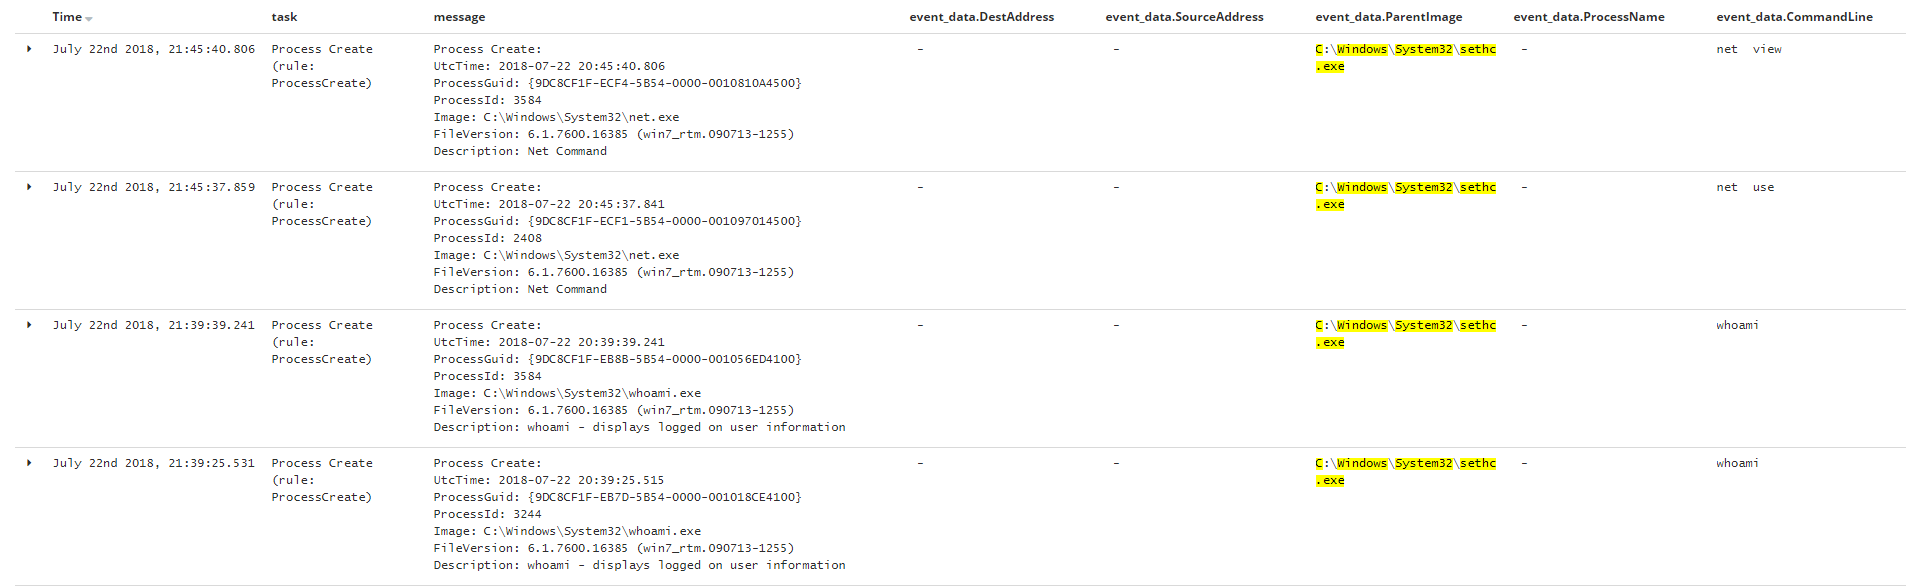 Time task message event_data.DestAddress event_data.SourceAddress event_data.ParentImage event_data.ProcessName event_data.CommandLine
July 22nd 2018, 21:45:40.806 Process Create Process Create: - - C:\Windows\System32\sethc - net  view
(rule: UtcTime: 2018-07-22 20:45:40.806 .exe
ProcessCreate) ProcessGuid: {9DC8CF1F-ECF4-5B54-0000-0010810A4500}
ProcessId: 3584
Image: C:\Windows\System32\net.exe
FileVersion: 6.1.7600.16385 (win7_rtm.090713-1255)
Description: Net Command
July 22nd 2018, 21:45:37.859 Process Create Process Create: - - C:\Windows\System32\sethc - net  use
(rule: UtcTime: 2018-07-22 20:45:37.841 .exe
ProcessCreate) ProcessGuid: {9DC8CF1F-ECF1-5B54-0000-001097014500}
ProcessId: 2408
Image: C:\Windows\System32\net.exe
FileVersion: 6.1.7600.16385 (win7_rtm.090713-1255)
Description: Net Command
July 22nd 2018, 21:39:39.241 Process Create Process Create: - - C:\Windows\System32\sethc - whoami
(rule: UtcTime: 2018-07-22 20:39:39.241 .exe
ProcessCreate) ProcessGuid: {9DC8CF1F-EB8B-5B54-0000-001056ED4100}
ProcessId: 3584
Image: C:\Windows\System32\whoami.exe
FileVersion: 6.1.7600.16385 (win7_rtm.090713-1255)
Description: whoami - displays logged on user information
July 22nd 2018, 21:39:25.531 Process Create Process Create: - - C:\Windows\System32\sethc - whoami
(rule: UtcTime: 2018-07-22 20:39:25.515 .exe
ProcessCreate) ProcessGuid: {9DC8CF1F-EB7D-5B54-0000-001018CE4100}
ProcessId: 3244
Image: C:\Windows\System32\whoami.exe
FileVersion: 6.1.7600.16385 (win7_rtm.090713-1255)
Description: whoami - displays logged on user information